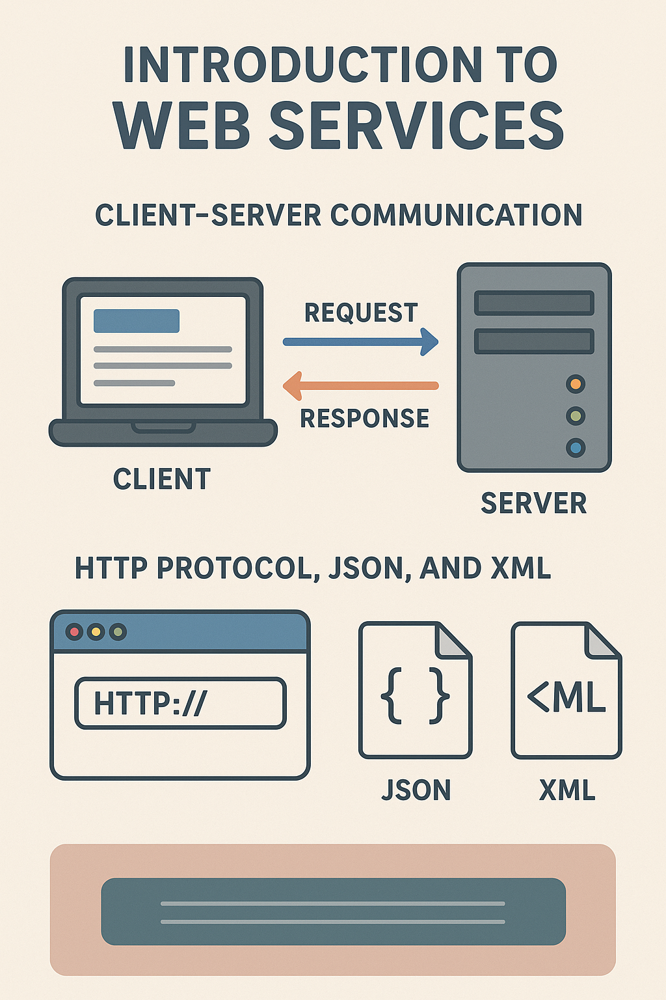 INTRODUCTION TO
WEB SERVICES
CLIENT–SERVER COMMUNICATION
REQUEST
RESPONSE
CLIENT
SERVER
HTTP PROTOCOL, JSON, AND XML
HTTP://
{ }
<ML
JSON
XML